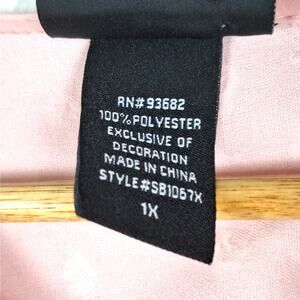 RN#93682
100%POLYESTER
EXCLUSIVE OF
DECORATION
MADE IN CHINA
STYLE#SB1067X
1X